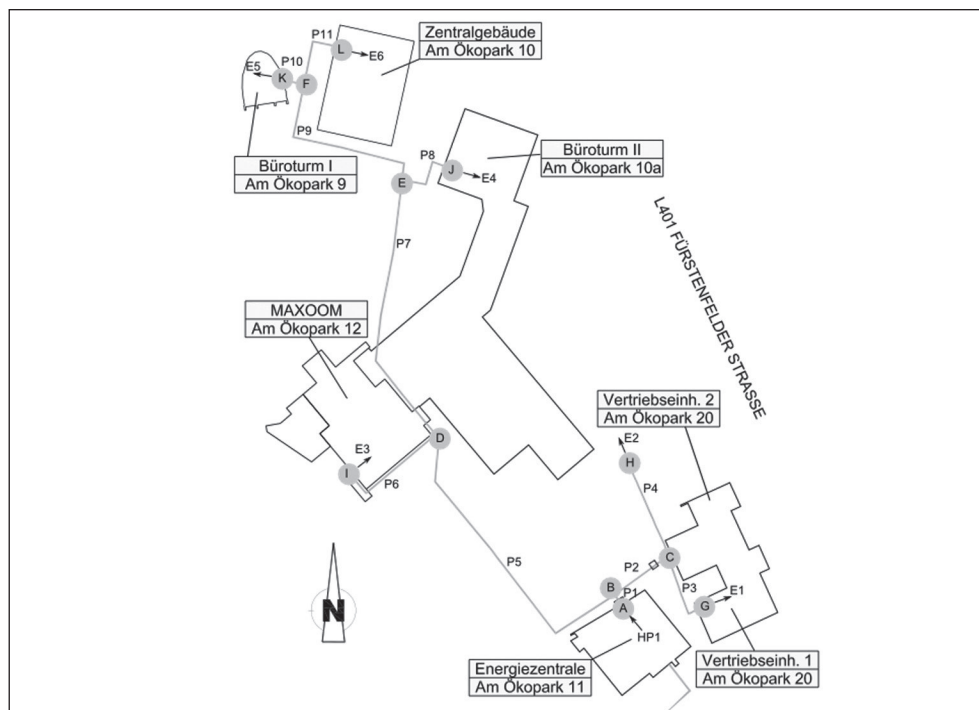 Zentralgebäude
Am Ökopark 10
P11
L
E6
P10
E5
K
F
P9
Büroturm I
Am Ökopark 9
P8
J
E4
E
Büroturm II
Am Ökopark 10a
P7
L401 FÜRSTENFELDER STRASSE
MAXOOM
Am Ökopark 12
Vertriebseinh. 2
Am Ökopark 20
E2
H
D
E3
I
P6
P4
P5
C
P2
B
P1
A
P3
G
E1
HP1
N
Energiezentrale
Am Ökopark 11
Vertriebseinh. 1
Am Ökopark 20